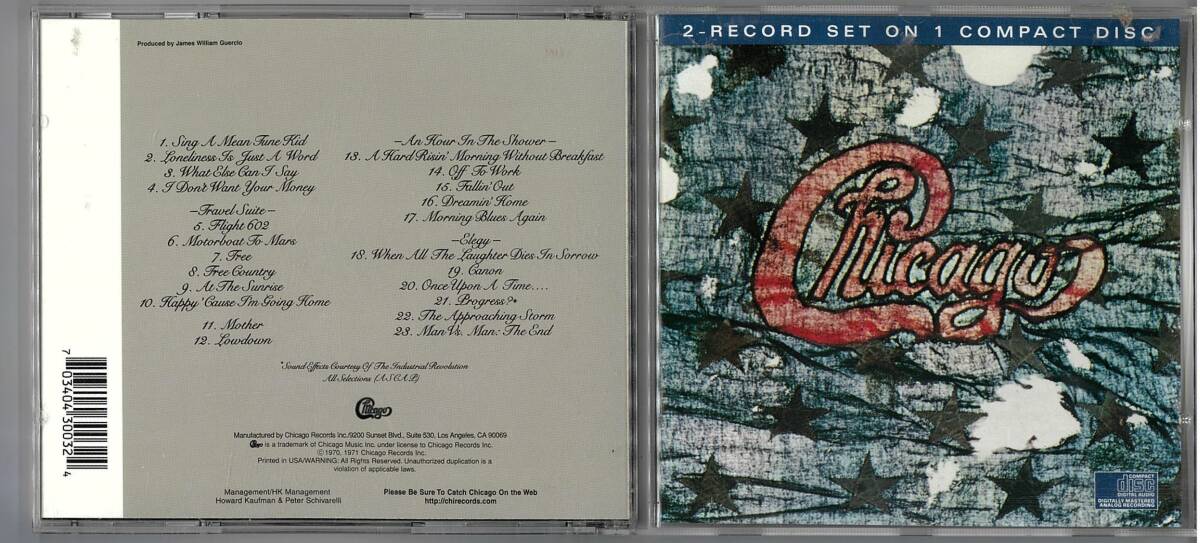 Produced by James William Guercio
1. Sing A Mean Tune Kid
2. Loneliness Is Just A Word
3. What Else Can I Say
4. I Don't Want Your Money
–Travel Suite–
5. Flight 602
6. Motorboat To Mars
7. Free
8. Free Country
9. At The Sunrise
10. Happy 'Cause I'm Going Home
11. Mother
12. Lowdown
–An Hour In The Shower–
13. A Hard Risin' Morning Without Breakfast
14. Off To Work
15. Fallin' Out
16. Dreamin' Home
17. Morning Blues Again
–Elegy–
18. When All The Laughter Dies In Sorrow
19. Canon
20. Once Upon A Time....
21. Progress?*
22. The Approaching Storm
23. Man Vs. Man: The End
*Sound Effects Courtesy Of The Industrial Revolution
All Selections (A.S.C.A.P.)
Chicago
Manufactured by Chicago Records Inc./9200 Sunset Blvd., Suite 530, Los Angeles, CA 90069
Chicago is a trademark of Chicago Music Inc. under license to Chicago Records Inc.
Ⓟ 1970, 1971 Chicago Records Inc.
Printed in USA/WARNING: All Rights Reserved. Unauthorized duplication is a
violation of applicable laws.
Management/HK Management
Howard Kaufman & Peter Schivarelli
Please Be Sure To Catch Chicago On the Web
http://chirecords.com
7 03404 30032 4
2-RECORD SET ON 1 COMPACT DISC
Chicago
COMPACT
disc
DIGITAL AUDIO
DIGITALLY MASTERED
ANALOG RECORDING